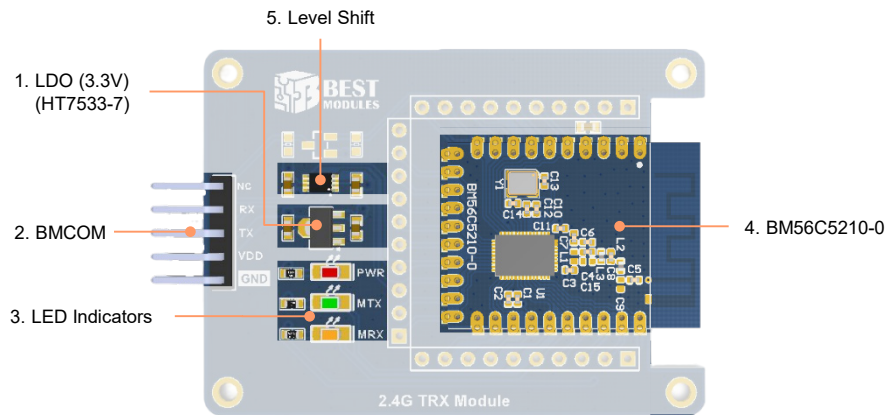 5. Level Shift
1. LDO (3.3V)
(HT7533-7)
BEST
MODULES
2. BMCOM
NC
RX
TX
VDD
GND
3. LED Indicators
PWR
MTX
MRX
4. BM56C5210-0
BM56C5210-0
Y1
C13
C14
C12
C10
C11
C6
C7
L1
C3
C4
C15
L3
C8
L2
C5
C9
C2
C1
U1
2.4G TRX Module